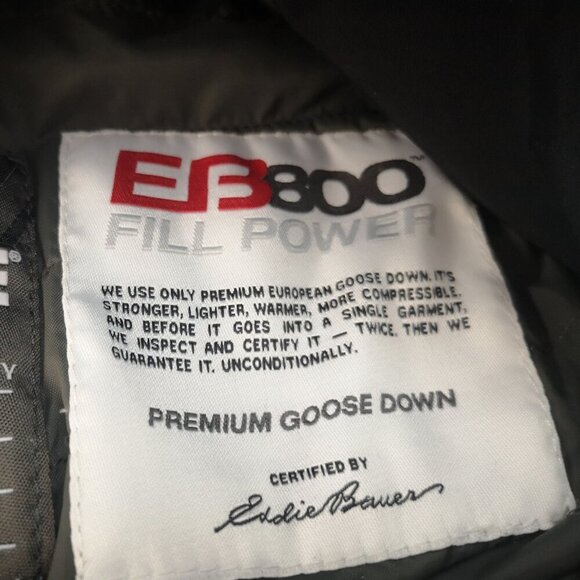 EB800™
FILL POWER
WE USE ONLY PREMIUM EUROPEAN GOOSE DOWN. IT'S
STRONGER, LIGHTER, WARMER, MORE COMPRESSIBLE.
AND BEFORE IT GOES INTO A SINGLE GARMENT,
WE INSPECT AND CERTIFY IT — TWICE. THEN WE
GUARANTEE IT. UNCONDITIONALLY.
PREMIUM GOOSE DOWN
CERTIFIED BY
Eddie Bauer
E®
Y